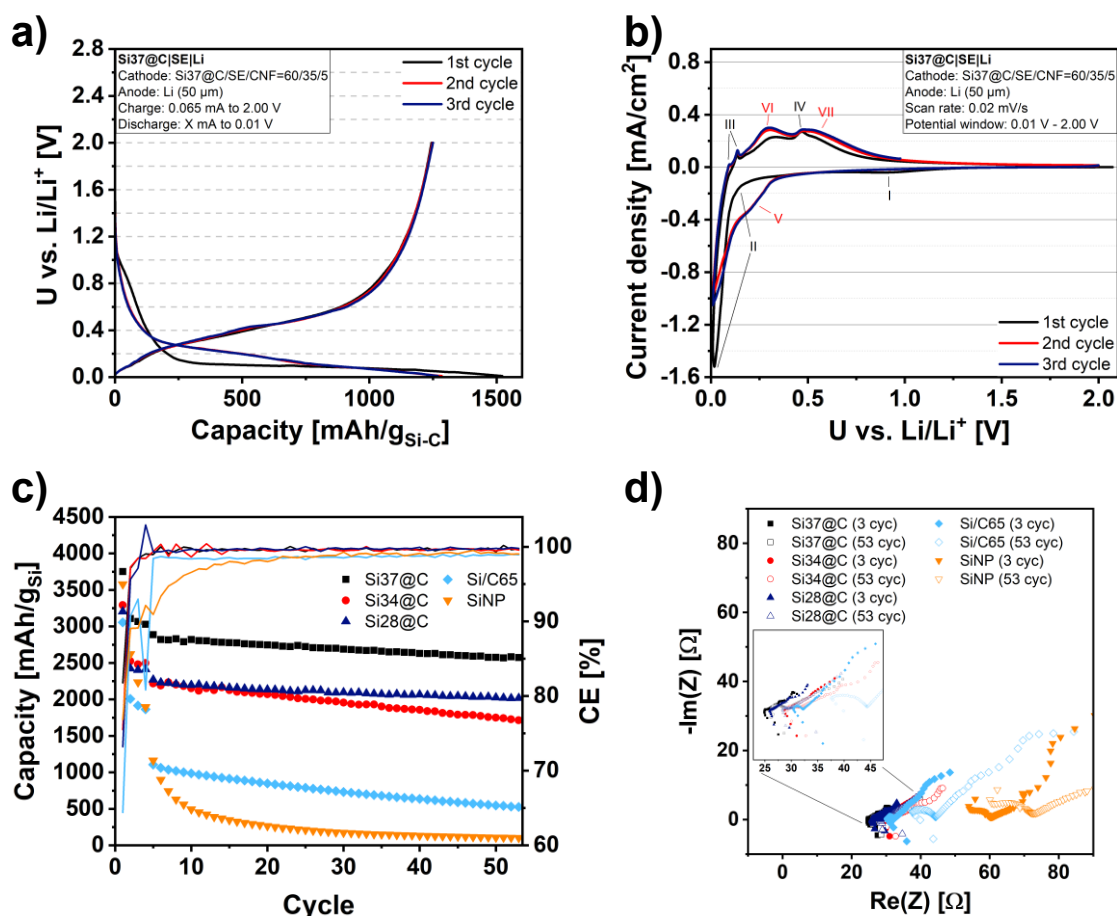 a)
Si37@C|SE|Li
Cathode: Si37@C/SE/CNF=60/35/5
Anode: Li (50 µm)
Charge: 0.065 mA to 2.00 V
Discharge: X mA to 0.01 V
1st cycle
2nd cycle
3rd cycle
2.8
2.4
2.0
1.6
1.2
0.8
0.4
0.0
U vs. Li/Li⁺ [V]
0
500
1000
1500
Capacity [mAh/gSi-C]
b)
Si37@C|SE|Li
Cathode: Si37@C/SE/CNF=60/35/5
Anode: Li (50 µm)
Scan rate: 0.02 mV/s
Potential window: 0.01 V - 2.00 V
0.8
0.4
0.0
-0.4
-0.8
-1.2
-1.6
Current density [mA/cm²]
III
VI
IV
VII
I
V
II
1st cycle
2nd cycle
3rd cycle
0.0
0.5
1.0
1.5
2.0
U vs. Li/Li⁺ [V]
c)
4500
4000
3500
3000
2500
2000
1500
1000
500
0
Capacity [mAh/gSi]
Si37@C
Si34@C
Si28@C
Si/C65
SiNP
100
90
80
70
60
CE [%]
0
10
20
30
40
50
Cycle
d)
Si37@C (3 cyc)
Si37@C (53 cyc)
Si34@C (3 cyc)
Si34@C (53 cyc)
Si28@C (3 cyc)
Si28@C (53 cyc)
Si/C65 (3 cyc)
Si/C65 (53 cyc)
SiNP (3 cyc)
SiNP (53 cyc)
80
60
40
20
0
-Im(Z) [Ω]
25
30
35
40
45
0
20
40
60
80
Re(Z) [Ω]